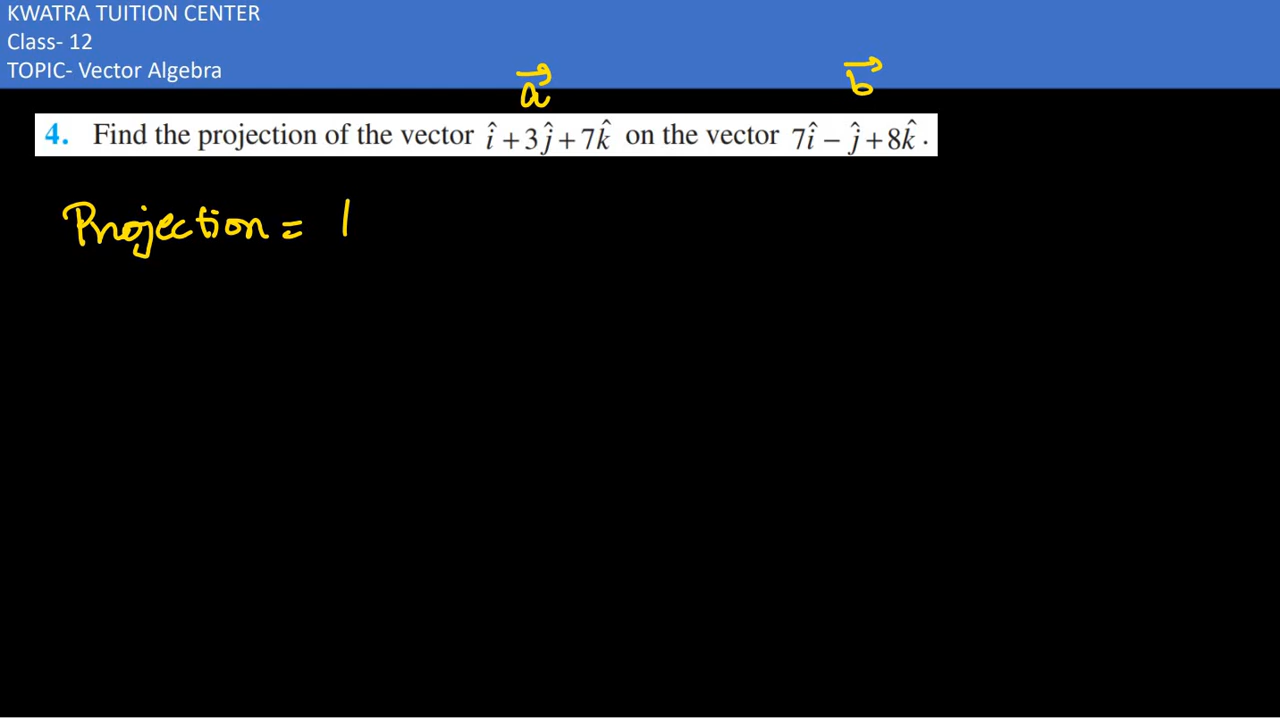 KWATRA TUITION CENTER
Class- 12
TOPIC- Vector Algebra
a⃗ b⃗
4. Find the projection of the vector î + 3ĵ + 7k̂ on the vector 7î − ĵ + 8k̂ .
Projection = |